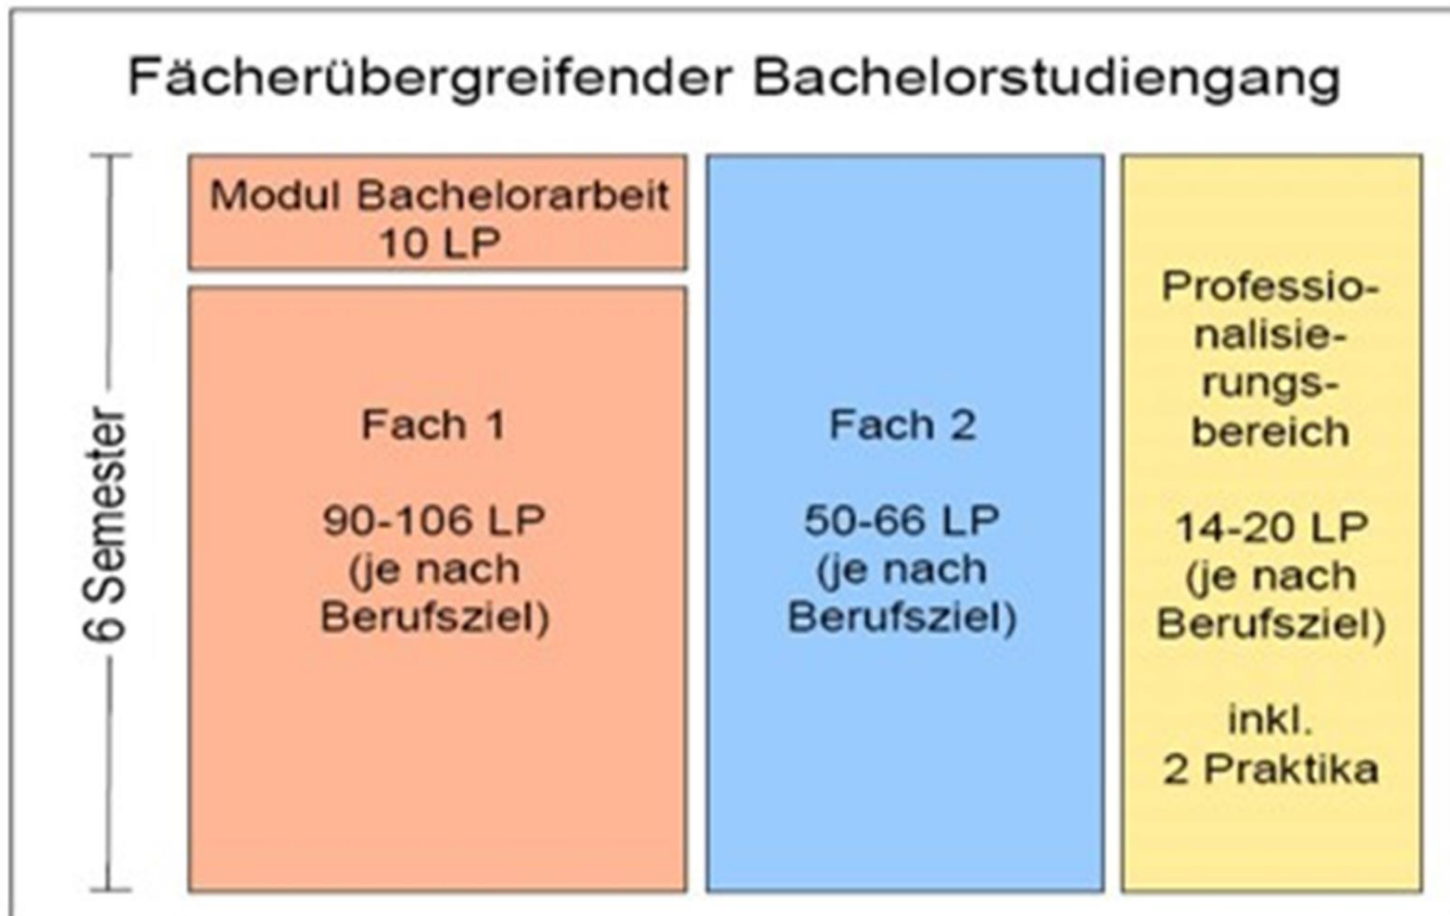 Fächerübergreifender Bachelorstudiengang
6 Semester
Modul Bachelorarbeit
10 LP
Fach 1
90-106 LP
(je nach
Berufsziel)
Fach 2
50-66 LP
(je nach
Berufsziel)
Professio-
nalisie-
rungs-
bereich
14-20 LP
(je nach
Berufsziel)
inkl.
2 Praktika